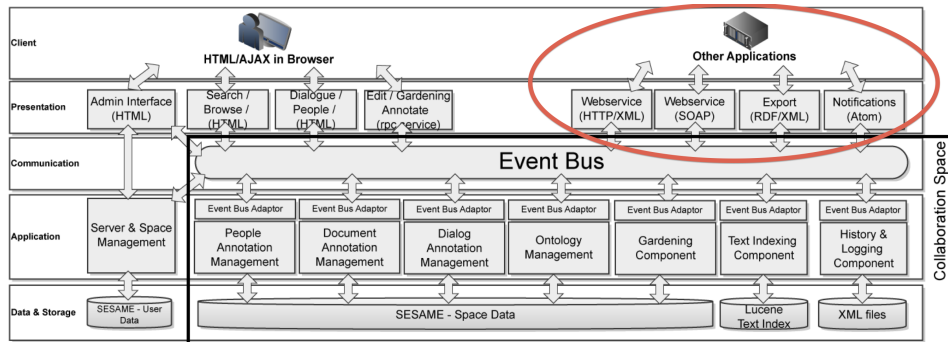 Client
HTML/AJAX in Browser
Other Applications
Presentation
Admin Interface
(HTML)
Search /
Browse /
(HTML)
Dialogue /
People /
(HTML)
Edit / Gardening
Annotate
(rpc service)
Webservice
(HTTP/XML)
Webservice
(SOAP)
Export
(RDF/XML)
Notifications
(Atom)
Communication
Event Bus
Collaboration Space
Application
Server & Space
Management
Event Bus Adaptor
People
Annotation
Management
Event Bus Adaptor
Document
Annotation
Management
Event Bus Adaptor
Dialog
Annotation
Management
Event Bus Adaptor
Ontology
Management
Event Bus Adaptor
Gardening
Component
Event Bus Adaptor
Text Indexing
Component
Event Bus Adaptor
History &
Logging
Component
Data & Storage
SESAME - User
Data
SESAME - Space Data
Lucene
Text Index
XML files